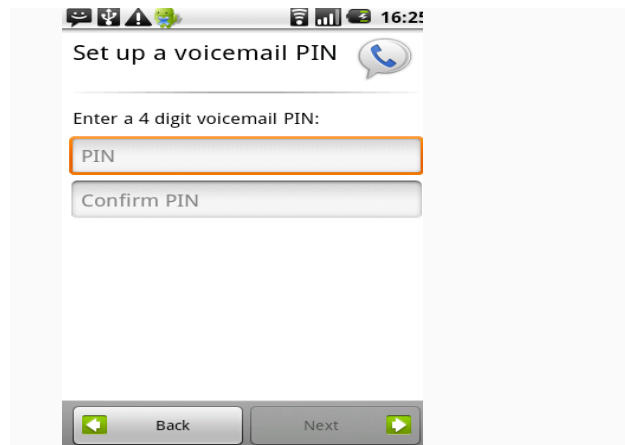 16:25
Set up a voicemail PIN
Enter a 4 digit voicemail PIN:
PIN
Confirm PIN
Back
Next